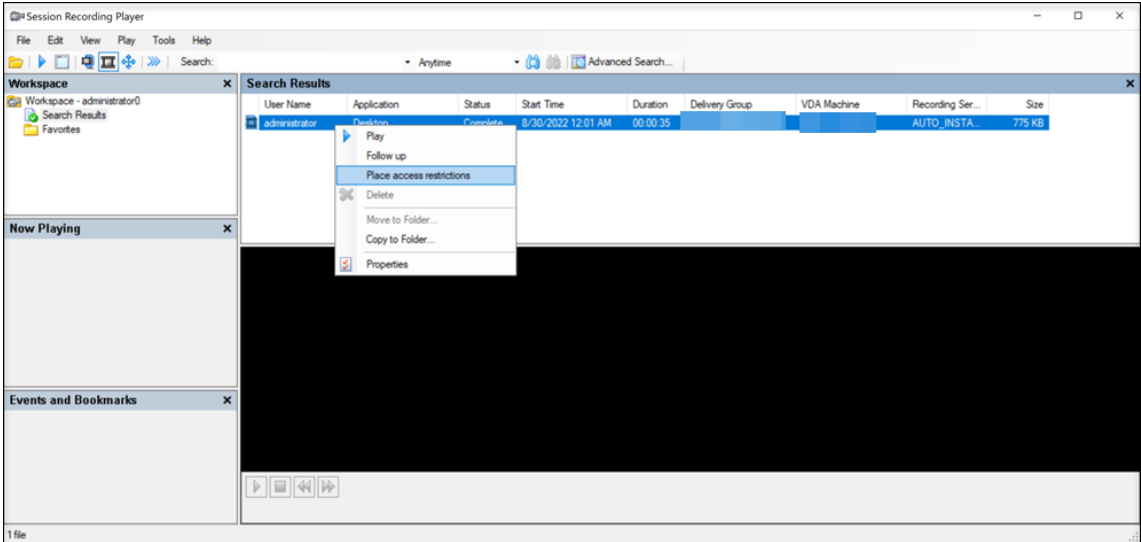 Session Recording Player
File Edit View Play Tools Help
Search: Anytime Advanced Search...
Workspace
Workspace - administrator0
Search Results
Favorites
Search Results
User Name Application Status Start Time Duration Delivery Group VDA Machine Recording Ser... Size
administrator Desktop Complete 8/30/2022 12:01 AM 00:00:35 AUTO_INSTA... 775 KB
Play
Follow up
Place access restrictions
Delete
Move to Folder...
Copy to Folder...
Properties
Now Playing
Events and Bookmarks
1 file